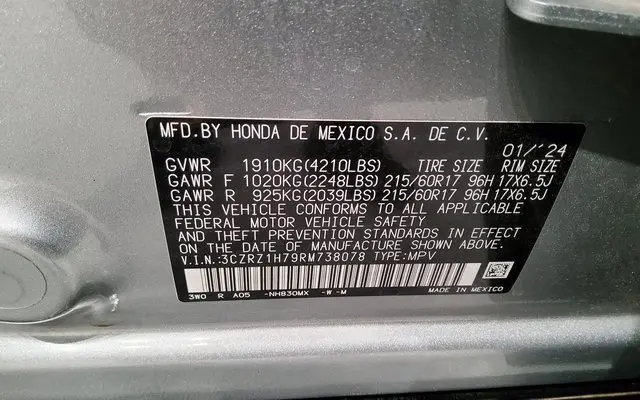 MFD.BY HONDA DE MEXICO S.A. DE C.V.
01/'24
GVWR 1910KG(4210LBS) TIRE SIZE RIM SIZE
GAWR F 1020KG(2248LBS) 215/60R17 96H 17X6.5J
GAWR R 925KG(2039LBS) 215/60R17 96H 17X6.5J
THIS VEHICLE CONFORMS TO ALL APPLICABLE
FEDERAL MOTOR VEHICLE SAFETY
AND THEFT PREVENTION STANDARDS IN EFFECT
ON THE DATE OF MANUFACTURE SHOWN ABOVE.
V.I.N.:3CZRZ1H79RM738078 TYPE:MPV
3W0 R A05 -NH830MX -W -M MADE IN MEXICO